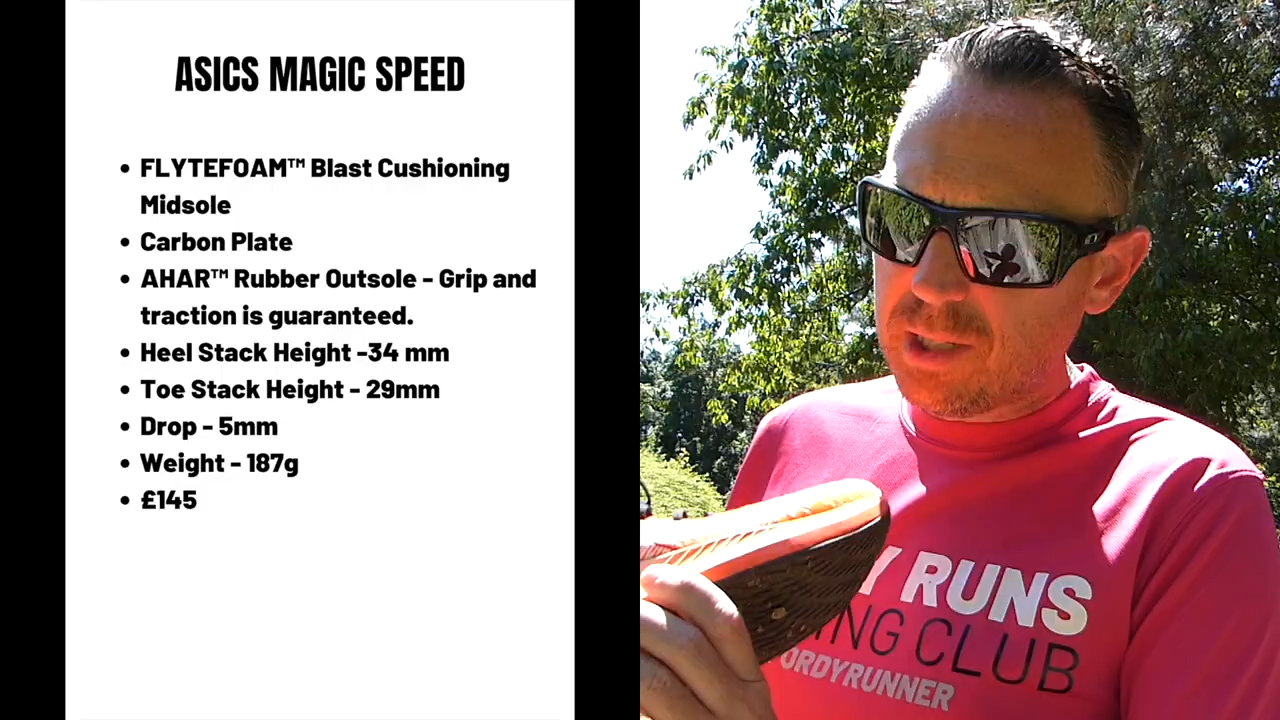 ASICS MAGIC SPEED
• FLYTEFOAM™ Blast Cushioning
Midsole
• Carbon Plate
• AHAR™ Rubber Outsole - Grip and
traction is guaranteed.
• Heel Stack Height -34 mm
• Toe Stack Height - 29mm
• Drop - 5mm
• Weight - 187g
• £145
Y RUNS
ING CLUB
ORDYRUNNER